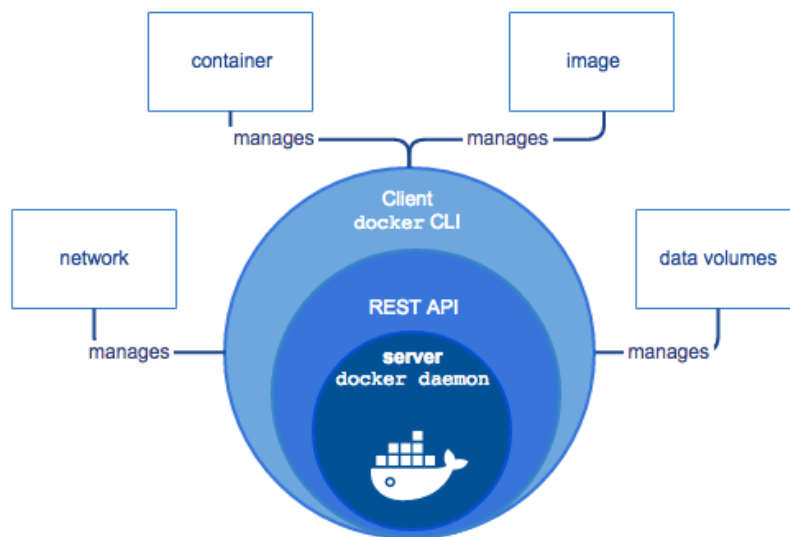 container
image
manages
manages
Client
docker CLI
network
data volumes
REST API
manages
server
manages
docker daemon